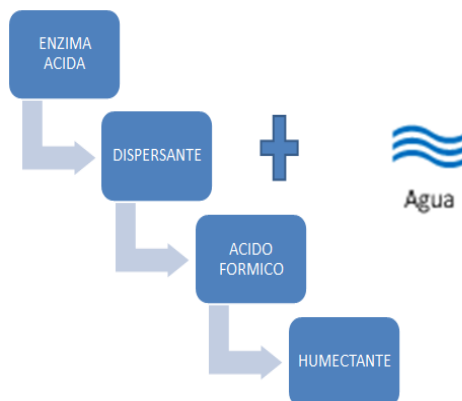 ENZIMA
ACIDA
DISPERSANTE
Agua
ACIDO
FORMICO
HUMECTANTE